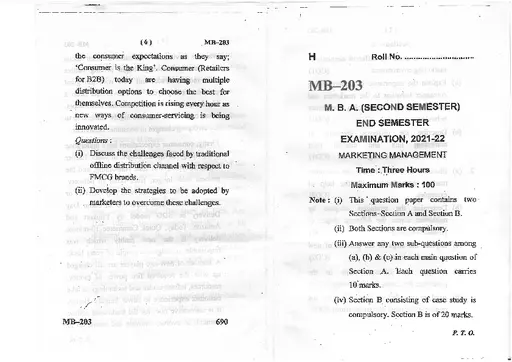 ( 4 ) MB-203
the consumer expectations as they say;
'Consumer is the King'. Consumer (Retailers
for B2B) today are having multiple
distribution options to choose the best for
themselves. Competition is rising every hour as
new ways of consumer-servicing is being
innovated.
Questions :
(i) Discuss the challenges faced by traditional
offline distribution channel with respect to
FMCG brands.
(ii) Develop the strategies to be adopted by
marketers to overcome these challenges.
MB-203 690
H Roll No. ..............................
MB-203
M. B. A. (SECOND SEMESTER)
END SEMESTER
EXAMINATION, 2021-22
MARKETING MANAGEMENT
Time : Three Hours
Maximum Marks : 100
Note : (i) This question paper contains two
Sections-Section A and Section B.
(ii) Both Sections are compulsory.
(iii) Answer any two sub-questions among
(a), (b) & (c) in each main question of
Section A. Each question carries
10 marks.
(iv) Section B consisting of case study is
compulsory. Section B is of 20 marks.
P. T. O.